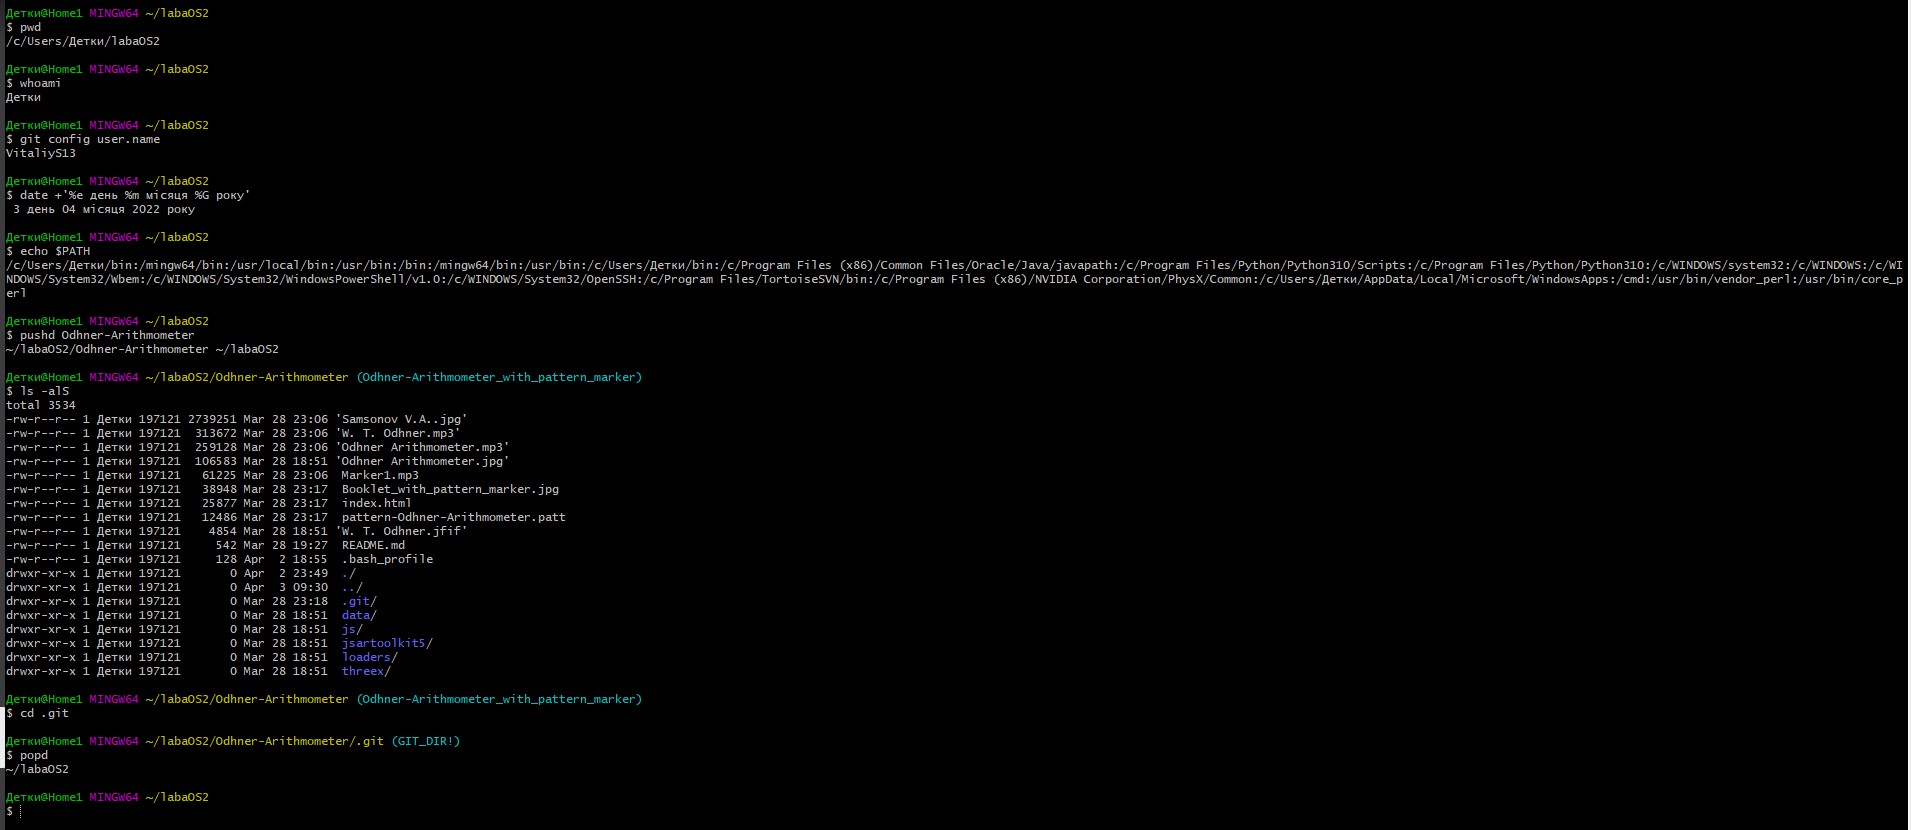 Детки@Home1 MINGW64 ~/labaOS2
$ pwd
/c/Users/Детки/labaOS2

Детки@Home1 MINGW64 ~/labaOS2
$ whoami
Детки

Детки@Home1 MINGW64 ~/labaOS2
$ git config user.name
VitaliyS13

Детки@Home1 MINGW64 ~/labaOS2
$ date +'%e день %m місяця %G року'
 3 день 04 місяця 2022 року

Детки@Home1 MINGW64 ~/labaOS2
$ echo $PATH
/c/Users/Детки/bin:/mingw64/bin:/usr/local/bin:/usr/bin:/bin:/mingw64/bin:/usr/bin:/c/Users/Детки/bin:/c/Program Files (x86)/Common Files/Oracle/Java/javapath:/c/Program Files/Python/Python310/Scripts:/c/Program Files/Python/Python310:/c/WINDOWS/system32:/c/WINDOWS:/c/WI
NDOWS/System32/Wbem:/c/WINDOWS/System32/WindowsPowerShell/v1.0:/c/WINDOWS/System32/OpenSSH:/c/Program Files/TortoiseSVN/bin:/c/Program Files (x86)/NVIDIA Corporation/PhysX/Common:/c/Users/Детки/AppData/Local/Microsoft/WindowsApps:/cmd:/usr/bin/vendor_perl:/usr/bin/core_p
erl

Детки@Home1 MINGW64 ~/labaOS2
$ pushd Odhner-Arithmometer
~/labaOS2/Odhner-Arithmometer ~/labaOS2

Детки@Home1 MINGW64 ~/labaOS2/Odhner-Arithmometer (Odhner-Arithmometer_with_pattern_marker)
$ ls -alS
total 3534
-rw-r--r-- 1 Детки 197121 2739251 Mar 28 23:06 'Samsonov V.A..jpg'
-rw-r--r-- 1 Детки 197121  313672 Mar 28 23:06 'W. T. Odhner.mp3'
-rw-r--r-- 1 Детки 197121  259128 Mar 28 23:06 'Odhner Arithmometer.mp3'
-rw-r--r-- 1 Детки 197121  106583 Mar 28 18:51 'Odhner Arithmometer.jpg'
-rw-r--r-- 1 Детки 197121   61225 Mar 28 23:06  Marker1.mp3
-rw-r--r-- 1 Детки 197121   38948 Mar 28 23:17  Booklet_with_pattern_marker.jpg
-rw-r--r-- 1 Детки 197121   25877 Mar 28 23:17  index.html
-rw-r--r-- 1 Детки 197121   12486 Mar 28 23:17  pattern-Odhner-Arithmometer.patt
-rw-r--r-- 1 Детки 197121    4854 Mar 28 18:51 'W. T. Odhner.jfif'
-rw-r--r-- 1 Детки 197121     542 Mar 28 19:27  README.md
-rw-r--r-- 1 Детки 197121     128 Apr  2 18:55  .bash_profile
drwxr-xr-x 1 Детки 197121       0 Apr  2 23:49  ./
drwxr-xr-x 1 Детки 197121       0 Apr  3 09:30  ../
drwxr-xr-x 1 Детки 197121       0 Mar 28 23:18  .git/
drwxr-xr-x 1 Детки 197121       0 Mar 28 18:51  data/
drwxr-xr-x 1 Детки 197121       0 Mar 28 18:51  js/
drwxr-xr-x 1 Детки 197121       0 Mar 28 18:51  jsartoolkit5/
drwxr-xr-x 1 Детки 197121       0 Mar 28 18:51  loaders/
drwxr-xr-x 1 Детки 197121       0 Mar 28 18:51  threex/

Детки@Home1 MINGW64 ~/labaOS2/Odhner-Arithmometer (Odhner-Arithmometer_with_pattern_marker)
$ cd .git

Детки@Home1 MINGW64 ~/labaOS2/Odhner-Arithmometer/.git (GIT_DIR!)
$ popd
~/labaOS2

Детки@Home1 MINGW64 ~/labaOS2
$